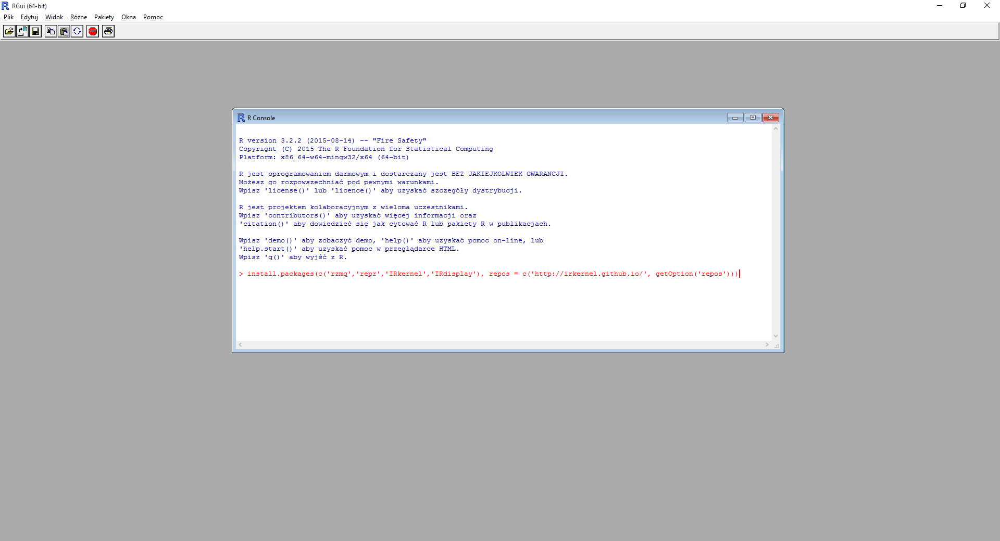 RGui (64-bit)
Plik Edytuj Widok Różne Pakiety Okna Pomoc
STOP
R Console
R version 3.2.2 (2015-08-14) -- "Fire Safety"
Copyright (C) 2015 The R Foundation for Statistical Computing
Platform: x86_64-w64-mingw32/x64 (64-bit)
R jest oprogramowaniem darmowym i dostarczany jest BEZ JAKIEJKOLWIEK GWARANCJI.
Możesz go rozpowszechniać pod pewnymi warunkami.
Wpisz 'license()' lub 'licence()' aby uzyskać szczegóły dystrybucji.
R jest projektem kolaboracyjnym z wieloma uczestnikami.
Wpisz 'contributors()' aby uzyskać więcej informacji oraz
'citation()' aby dowiedzieć się jak cytować R lub pakiety R w publikacjach.
Wpisz 'demo()' aby zobaczyć demo, 'help()' aby uzyskać pomoc on-line, lub
'help.start()' aby uzyskać pomoc w przeglądarce HTML.
Wpisz 'q()' aby wyjść z R.
> install.packages(c('rzmq','repr','IRkernel','IRdisplay'), repos = c('http://irkernel.github.io/', getOption('repos')))